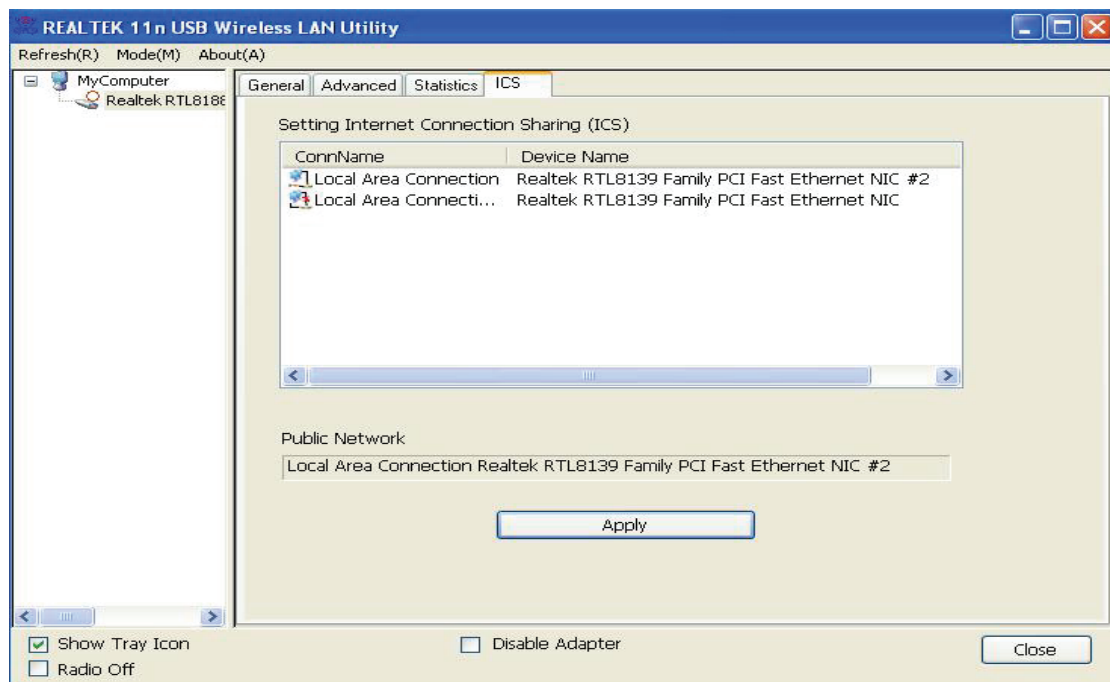 REALTEK 11n USB Wireless LAN Utility
Refresh(R) Mode(M) About(A)
MyComputer
Realtek RTL8188
General Advanced Statistics ICS
Setting Internet Connection Sharing (ICS)
ConnName Device Name
Local Area Connection Realtek RTL8139 Family PCI Fast Ethernet NIC #2
Local Area Connecti... Realtek RTL8139 Family PCI Fast Ethernet NIC
Public Network
Local Area Connection Realtek RTL8139 Family PCI Fast Ethernet NIC #2
Apply
Show Tray Icon Disable Adapter
Radio Off
Close